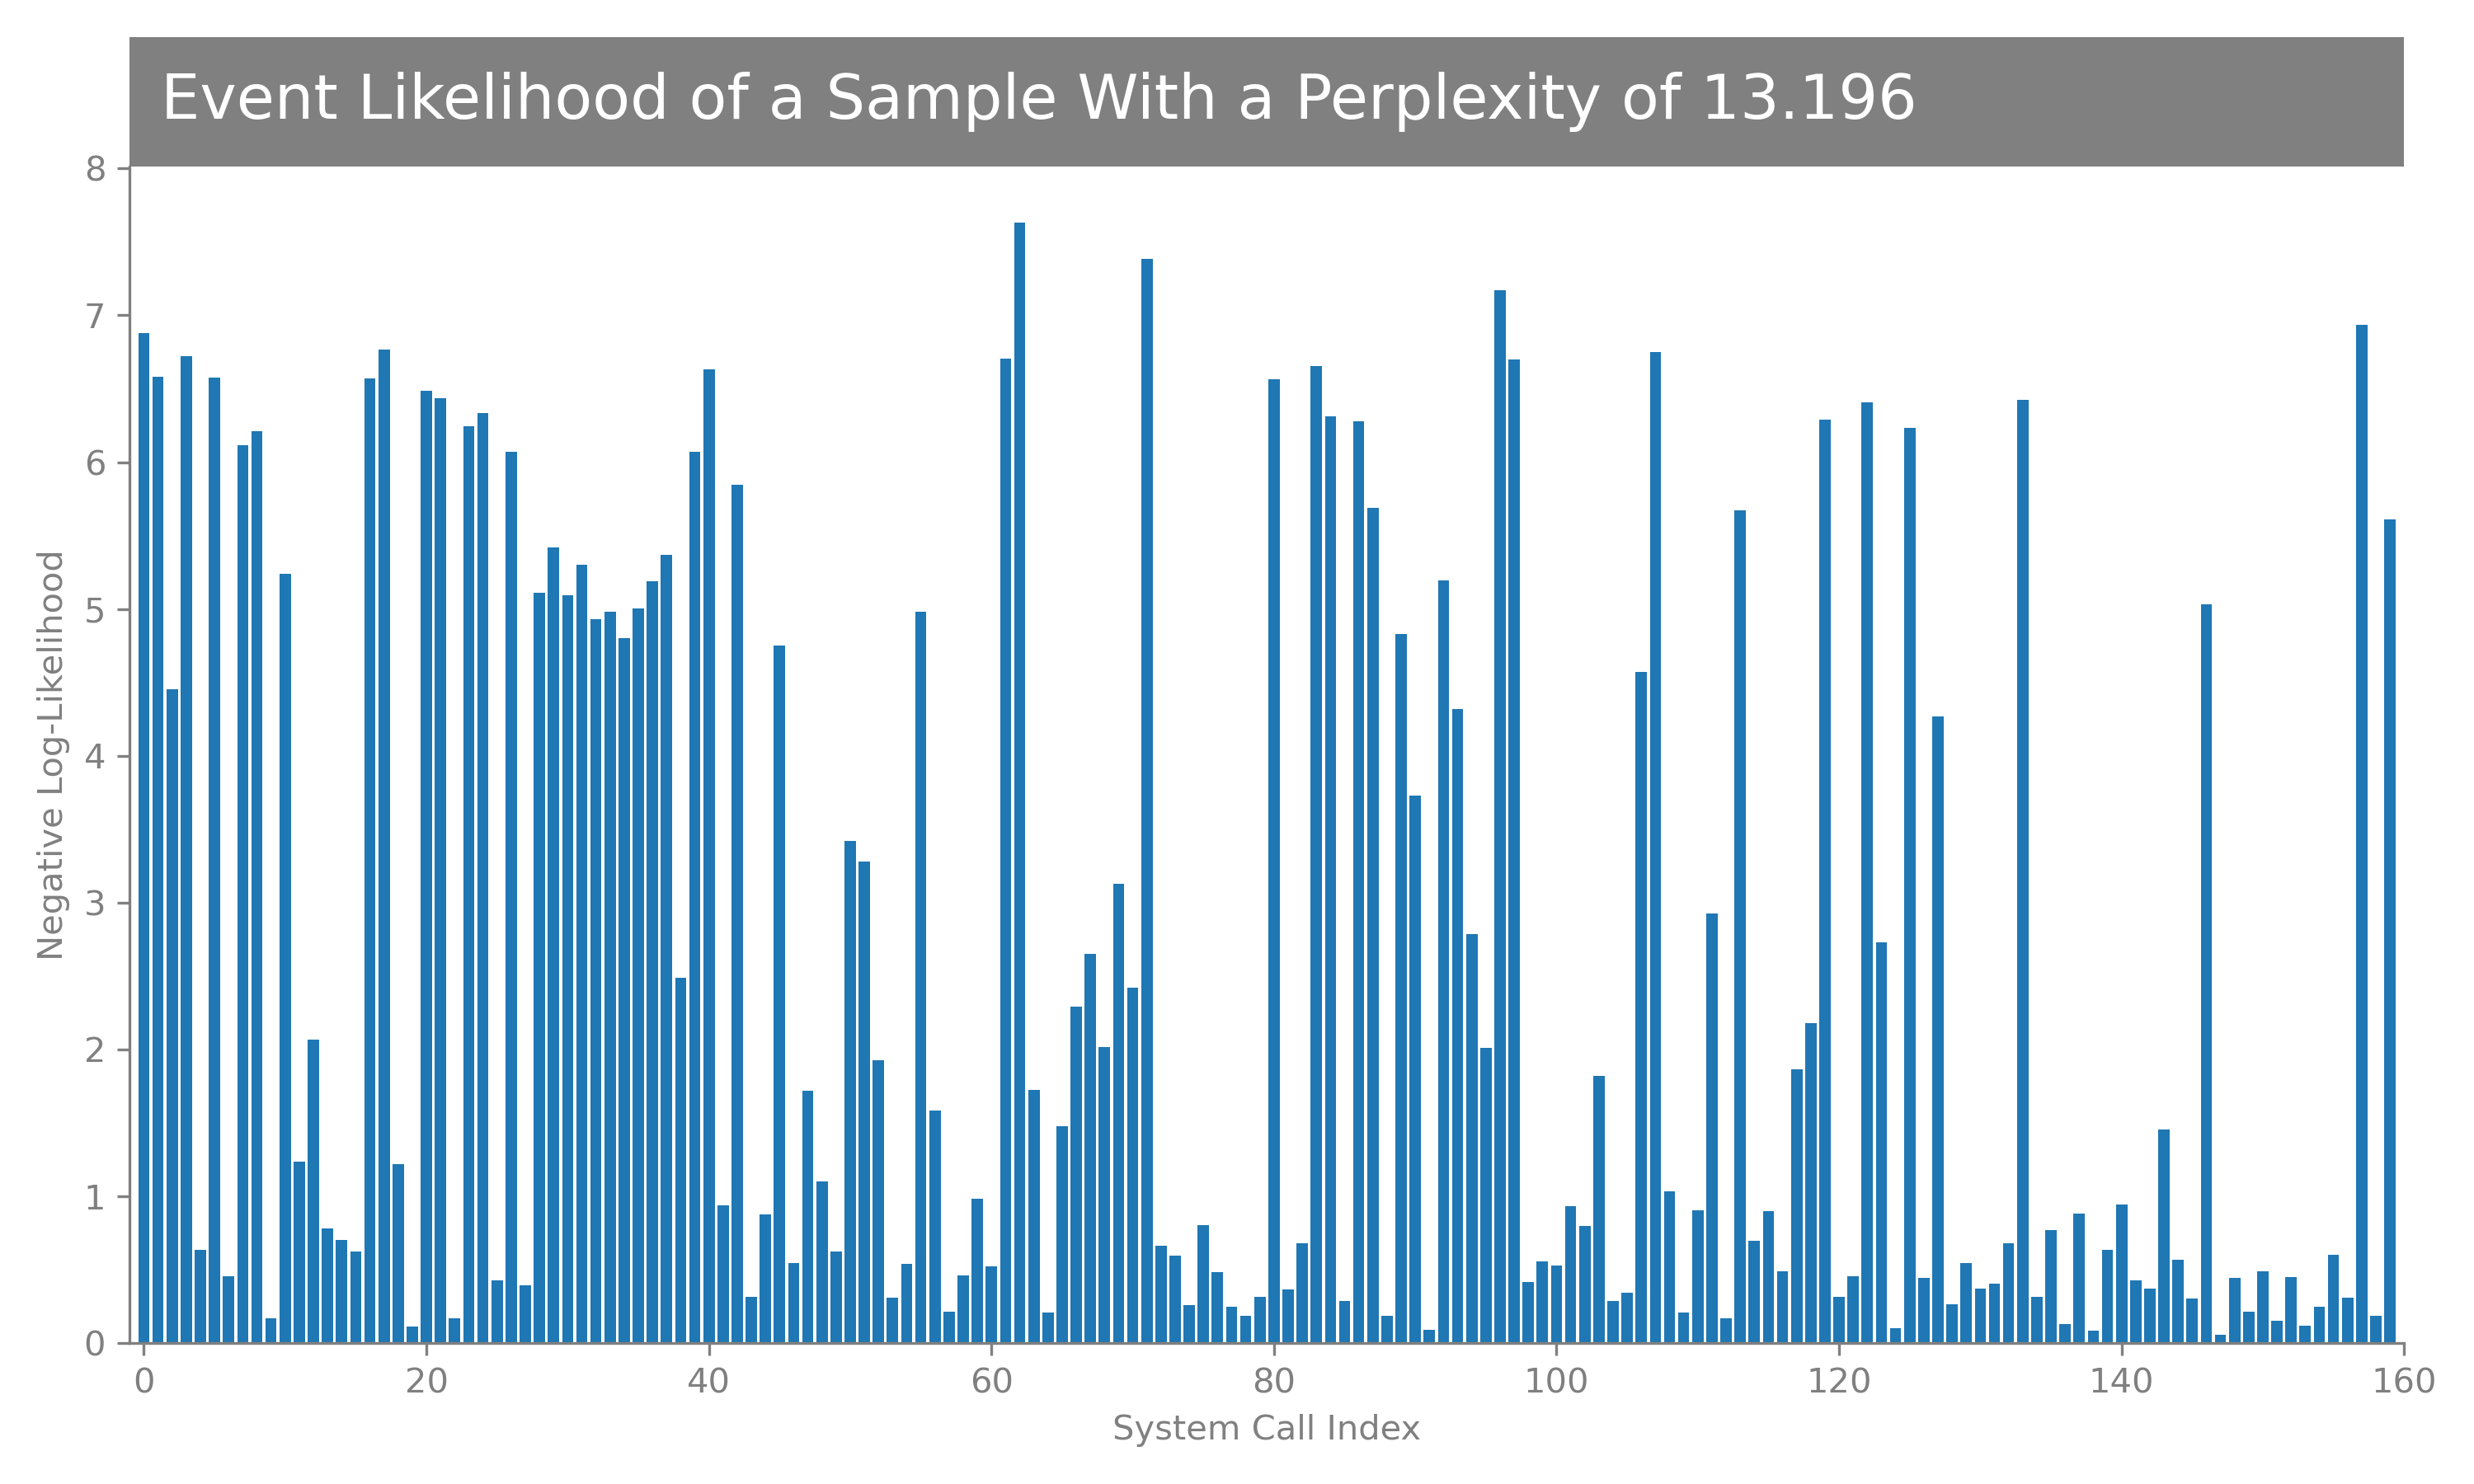 Event Likelihood of a Sample With a Perplexity of 13.196
8
7
6
5
4
3
2
1
0
Negative Log-Likelihood
0 20 40 60 80 100 120 140 160
System Call Index